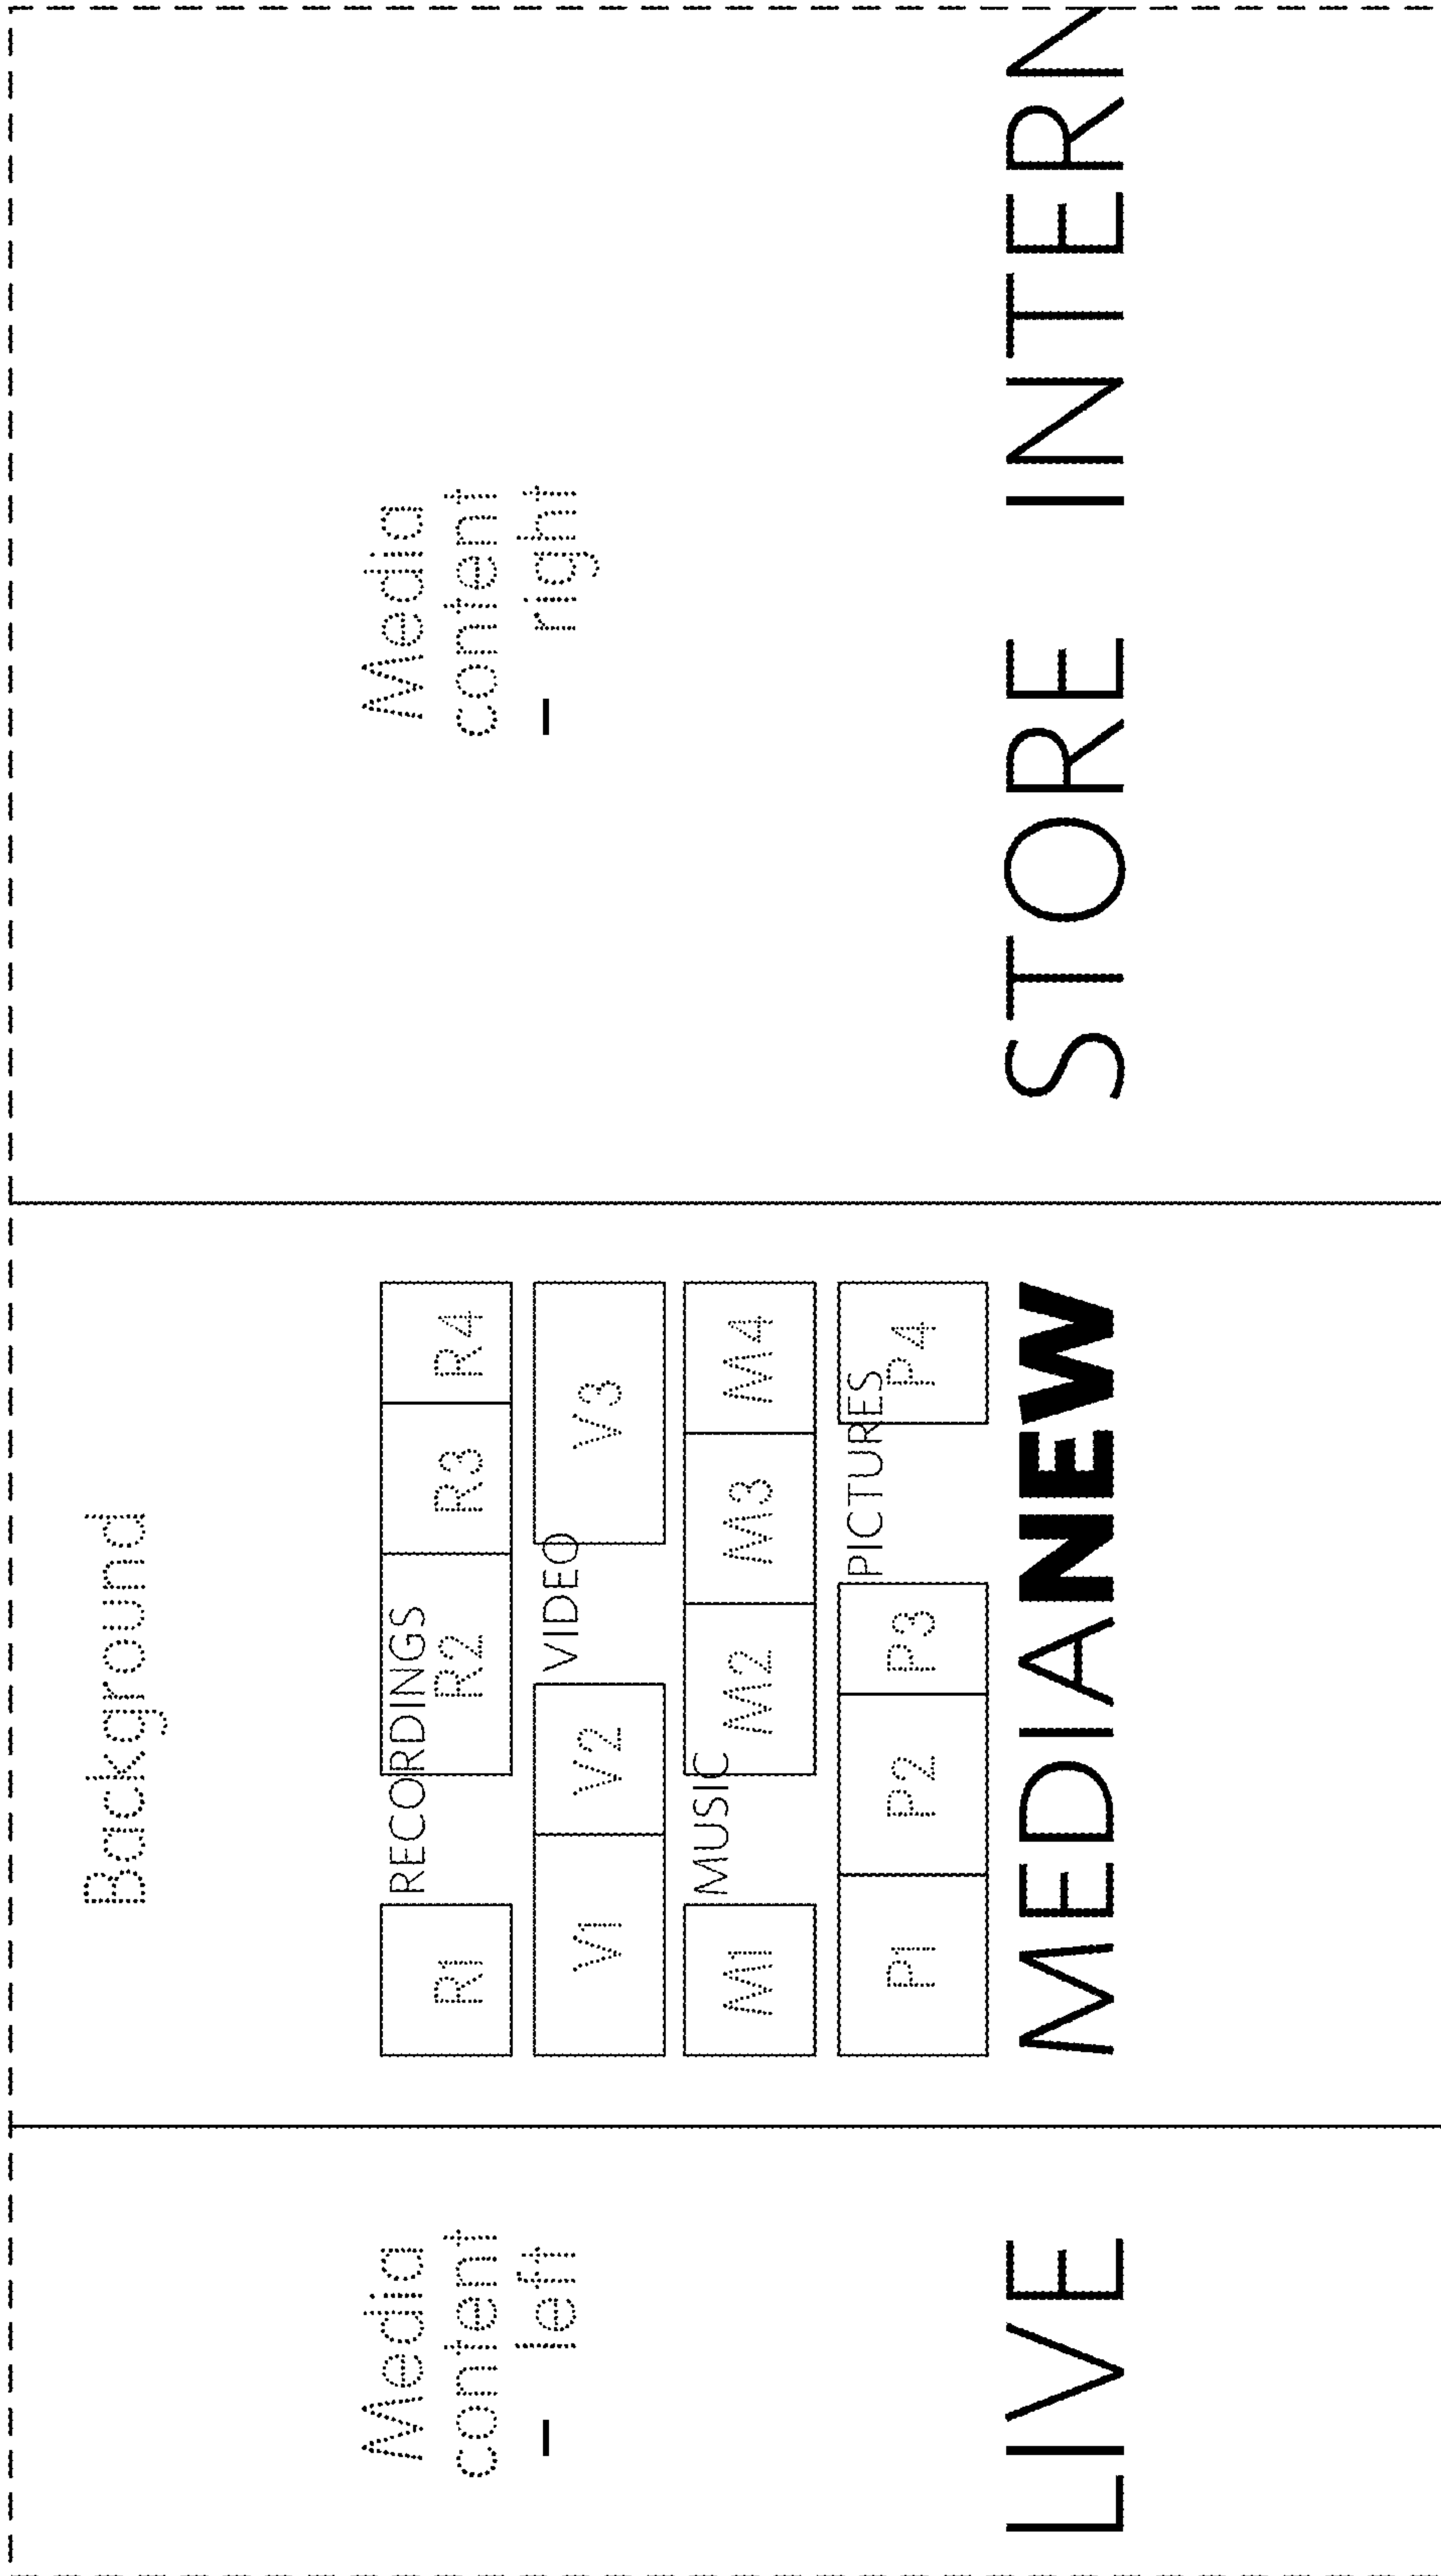 Background
Media
content
– left
RECORDINGS
R1 R2 R3 R4
VIDEO
V1 V2 V3
MUSIC
M1 M2 M3 M4
PICTURES
P1 P2 P3 P4
Media
content
– right
LIVE MEDIANEW STORE INTERN